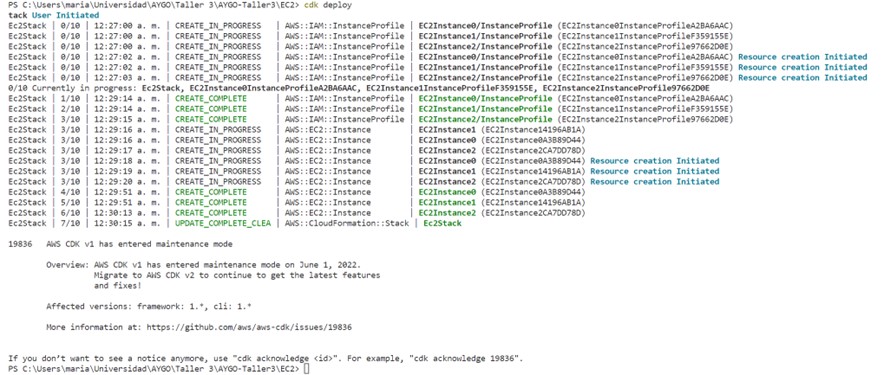 PS C:\Users\maria\Universidad\AYGO\Taller 3\AYGO-Taller3\EC2> cdk deploy
tack User Initiated
Ec2Stack | 0/10 | 12:27:00 a. m. | CREATE_IN_PROGRESS | AWS::IAM::InstanceProfile | EC2Instance0/InstanceProfile (EC2Instance0InstanceProfileA2BA6AAC)
Ec2Stack | 0/10 | 12:27:00 a. m. | CREATE_IN_PROGRESS | AWS::IAM::InstanceProfile | EC2Instance1/InstanceProfile (EC2Instance1InstanceProfileF359155E)
Ec2Stack | 0/10 | 12:27:00 a. m. | CREATE_IN_PROGRESS | AWS::IAM::InstanceProfile | EC2Instance2/InstanceProfile (EC2Instance2InstanceProfile97662D0E)
Ec2Stack | 0/10 | 12:27:02 a. m. | CREATE_IN_PROGRESS | AWS::IAM::InstanceProfile | EC2Instance0/InstanceProfile (EC2Instance0InstanceProfileA2BA6AAC) Resource creation Initiated
Ec2Stack | 0/10 | 12:27:02 a. m. | CREATE_IN_PROGRESS | AWS::IAM::InstanceProfile | EC2Instance1/InstanceProfile (EC2Instance1InstanceProfileF359155E) Resource creation Initiated
Ec2Stack | 0/10 | 12:27:03 a. m. | CREATE_IN_PROGRESS | AWS::IAM::InstanceProfile | EC2Instance2/InstanceProfile (EC2Instance2InstanceProfile97662D0E) Resource creation Initiated
0/10 Currently in progress: Ec2Stack, EC2Instance0InstanceProfileA2BA6AAC, EC2Instance1InstanceProfileF359155E, EC2Instance2InstanceProfile97662D0E
Ec2Stack | 1/10 | 12:29:14 a. m. | CREATE_COMPLETE | AWS::IAM::InstanceProfile | EC2Instance0/InstanceProfile (EC2Instance0InstanceProfileA2BA6AAC)
Ec2Stack | 2/10 | 12:29:14 a. m. | CREATE_COMPLETE | AWS::IAM::InstanceProfile | EC2Instance1/InstanceProfile (EC2Instance1InstanceProfileF359155E)
Ec2Stack | 3/10 | 12:29:15 a. m. | CREATE_COMPLETE | AWS::IAM::InstanceProfile | EC2Instance2/InstanceProfile (EC2Instance2InstanceProfile97662D0E)
Ec2Stack | 3/10 | 12:29:16 a. m. | CREATE_IN_PROGRESS | AWS::EC2::Instance | EC2Instance1 (EC2Instance14196AB1A)
Ec2Stack | 3/10 | 12:29:16 a. m. | CREATE_IN_PROGRESS | AWS::EC2::Instance | EC2Instance0 (EC2Instance0A3B89D44)
Ec2Stack | 3/10 | 12:29:17 a. m. | CREATE_IN_PROGRESS | AWS::EC2::Instance | EC2Instance2 (EC2Instance2CA7DD78D)
Ec2Stack | 3/10 | 12:29:18 a. m. | CREATE_IN_PROGRESS | AWS::EC2::Instance | EC2Instance0 (EC2Instance0A3B89D44) Resource creation Initiated
Ec2Stack | 3/10 | 12:29:19 a. m. | CREATE_IN_PROGRESS | AWS::EC2::Instance | EC2Instance1 (EC2Instance14196AB1A) Resource creation Initiated
Ec2Stack | 3/10 | 12:29:20 a. m. | CREATE_IN_PROGRESS | AWS::EC2::Instance | EC2Instance2 (EC2Instance2CA7DD78D) Resource creation Initiated
Ec2Stack | 4/10 | 12:29:51 a. m. | CREATE_COMPLETE | AWS::EC2::Instance | EC2Instance0 (EC2Instance0A3B89D44)
Ec2Stack | 5/10 | 12:29:51 a. m. | CREATE_COMPLETE | AWS::EC2::Instance | EC2Instance1 (EC2Instance14196AB1A)
Ec2Stack | 6/10 | 12:30:13 a. m. | CREATE_COMPLETE | AWS::EC2::Instance | EC2Instance2 (EC2Instance2CA7DD78D)
Ec2Stack | 7/10 | 12:30:15 a. m. | UPDATE_COMPLETE_CLEA | AWS::CloudFormation::Stack | Ec2Stack
19836 AWS CDK v1 has entered maintenance mode
Overview: AWS CDK v1 has entered maintenance mode on June 1, 2022.
Migrate to AWS CDK v2 to continue to get the latest features
and fixes!
Affected versions: framework: 1.*, cli: 1.*
More information at: https://github.com/aws/aws-cdk/issues/19836
If you don’t want to see a notice anymore, use "cdk acknowledge <id>". For example, "cdk acknowledge 19836".
PS C:\Users\maria\Universidad\AYGO\Taller 3\AYGO-Taller3\EC2>